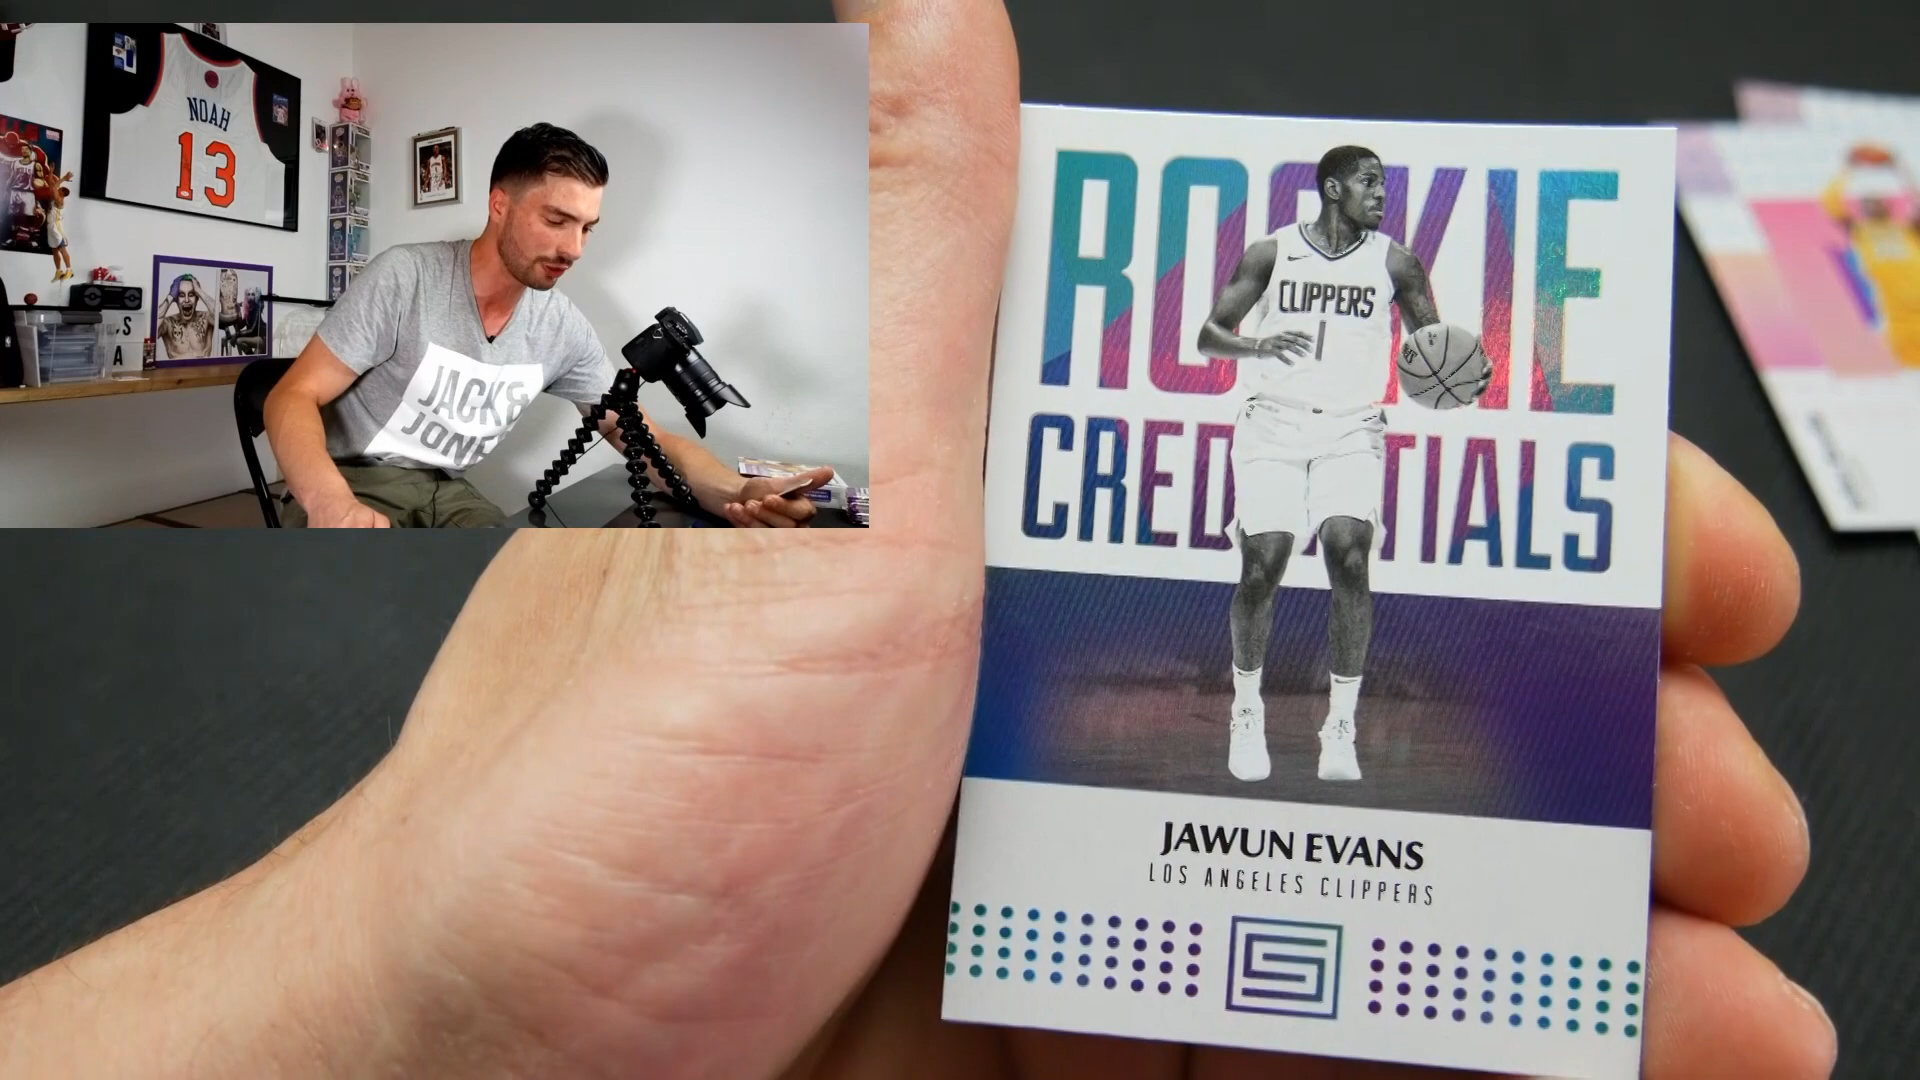 NOAH
13
JACK&
JONE
ROOKIE
CREDENTIALS
CLIPPERS
1
JAWUN EVANS
LOS ANGELES CLIPPERS